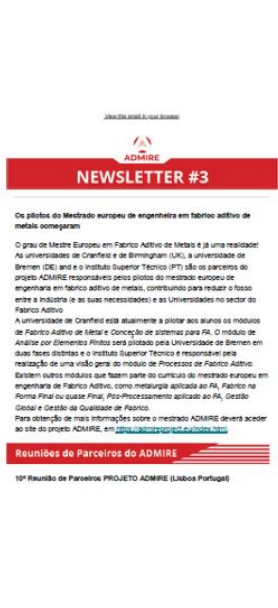 View this email in your browser
ADMIRE
NEWSLETTER #3
Os pilotos do Mestrado europeu de engenharia em fabrico aditivo de
metais começaram
O grau de Mestre Europeu em Fabrico Aditivo de Metais é já uma realidade!
As universidades de Cranfield e de Birmingham (UK), a universidade de
Bremen (DE) and e o Instituto Superior Técnico (PT) são os parceiros do
projeto ADMIRE responsáveis pelos pilotos do mestrado europeu de
engenharia em fabrico aditivo de metais, contribuindo para reduzir o fosso
entre a Indústria (e as suas necessidades) e as Universidades no sector do
Fabrico Aditivo
A universidade de Cranfield está atualmente a pilotar aos alunos os módulos
de Fabrico Aditivo de Metal e Conceção de sistemas para FA. O módulo de
Análise por Elementos Finitos será pilotado pela Universidade de Bremen em
duas fases distintas e o Instituto Superior Técnico é responsável pela
realização de uma visão geral do módulo de Processos de Fabrico Aditivo.
Existem outros módulos que fazem parte do currículo do mestrado europeu em
engenharia de Fabrico Aditivo, como metalurgia aplicada ao FA, Fabrico na
Forma Final ou quase Final, Pós-Processamento aplicado ao FA, Gestão
Global e Gestão da Qualidade de Fabrico.
Para obtenção de mais informações sobre o mestrado ADMIRE deverá aceder
ao site do projeto ADMIRE, em https://admireproject.eu/index.html.
Reuniões de Parceiros do ADMIRE
10ª Reunião de Parceiros PROJETO ADMIRE (Lisboa Portugal)